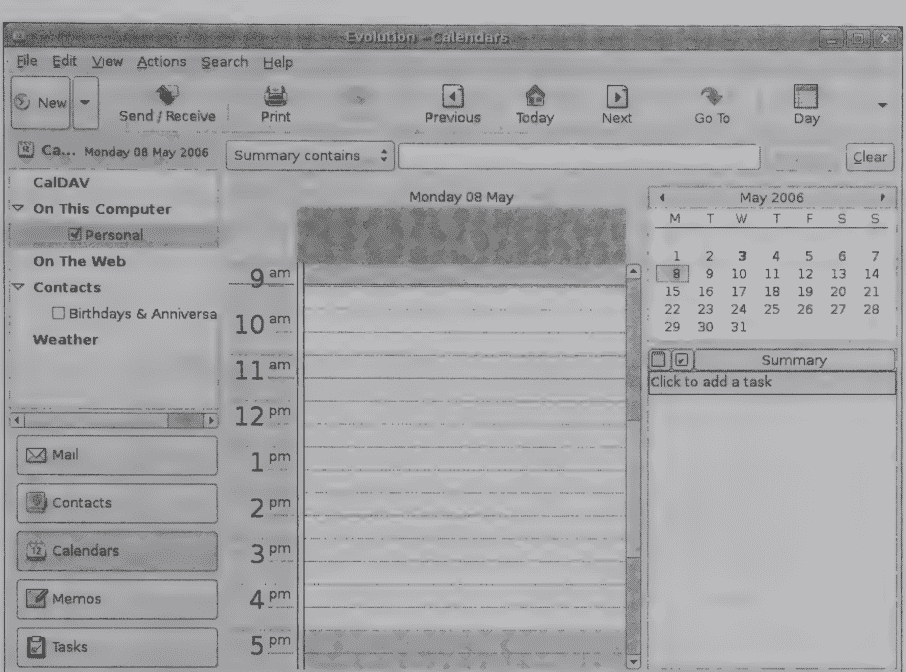 Evolution - Calendars
File Edit View Actions Search Help
New
Send / Receive
Print
Previous
Today
Next
Go To
Day
Ca... Monday 08 May 2006
Summary contains
Clear
CalDAV
On This Computer
Personal
On The Web
Contacts
Birthdays & Anniversa
Weather
Mail
12 Contacts
Calendars
Memos
Tasks
Monday 08 May
9 am
10 am
11 am
12 pm
1 pm
2 pm
3 pm
4 pm
5 pm
May 2006
M T W T F S S
1 2 3 4 5 6 7
8 9 10 11 12 13 14
15 16 17 18 19 20 21
22 23 24 25 26 27 28
29 30 31
Summary
Click to add a task